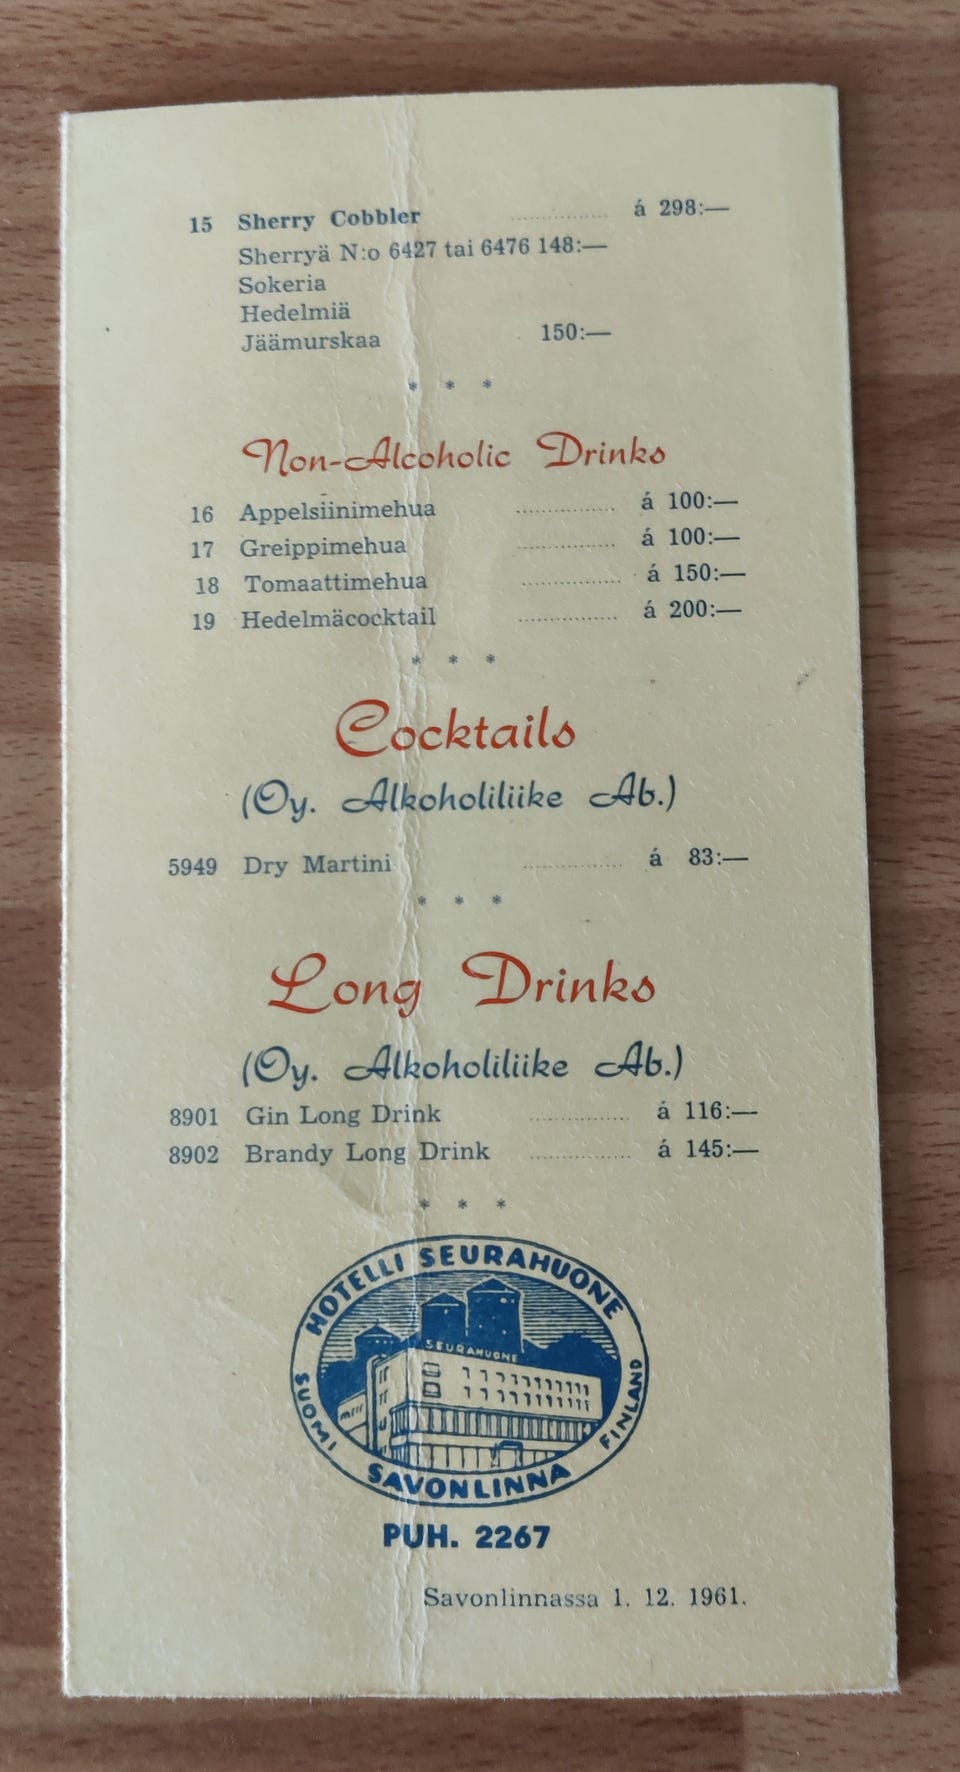 15 Sherry Cobbler .................. á 298:—
Sherryä N:o 6427 tai 6476 148:—
Sokeria
Hedelmiä
Jäämurskaa 150:—
* * *
Non-Alcoholic Drinks
16 Appelsiinimehua .................. á 100:—
17 Greippimehua .................. á 100:—
18 Tomaattimehua .................. á 150:—
19 Hedelmäcocktail .................. á 200:—
* * *
Cocktails
(Oy. Alkoholiliike Ab.)
5949 Dry Martini .................. á 83:—
* * *
Long Drinks
(Oy. Alkoholiliike Ab.)
8901 Gin Long Drink .................. á 116:—
8902 Brandy Long Drink .................. á 145:—
* * *
HOTELLI SEURAHUONE
SEURAHUONE
SUOMI
FINLAND
SAVONLINNA
PUH. 2267
Savonlinnassa 1. 12. 1961.